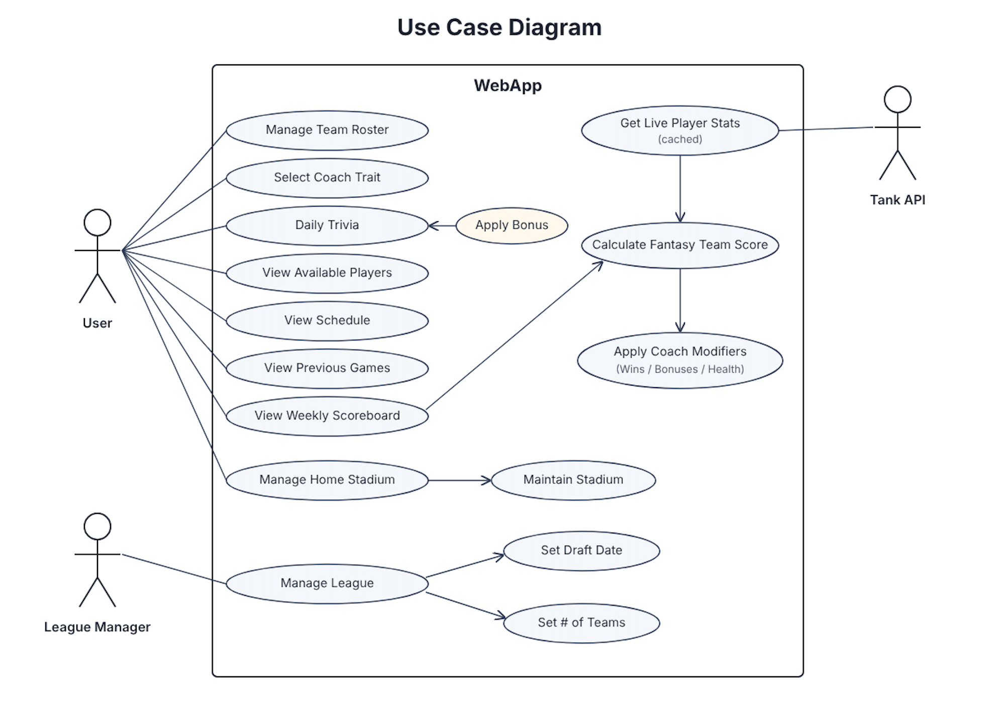 Use Case Diagram
WebApp
Manage Team Roster
Select Coach Trait
Daily Trivia
Apply Bonus
View Available Players
View Schedule
View Previous Games
View Weekly Scoreboard
Manage Home Stadium
Maintain Stadium
Manage League
Set Draft Date
Set # of Teams
Get Live Player Stats
(cached)
Calculate Fantasy Team Score
Apply Coach Modifiers
(Wins / Bonuses / Health)
User
League Manager
Tank API